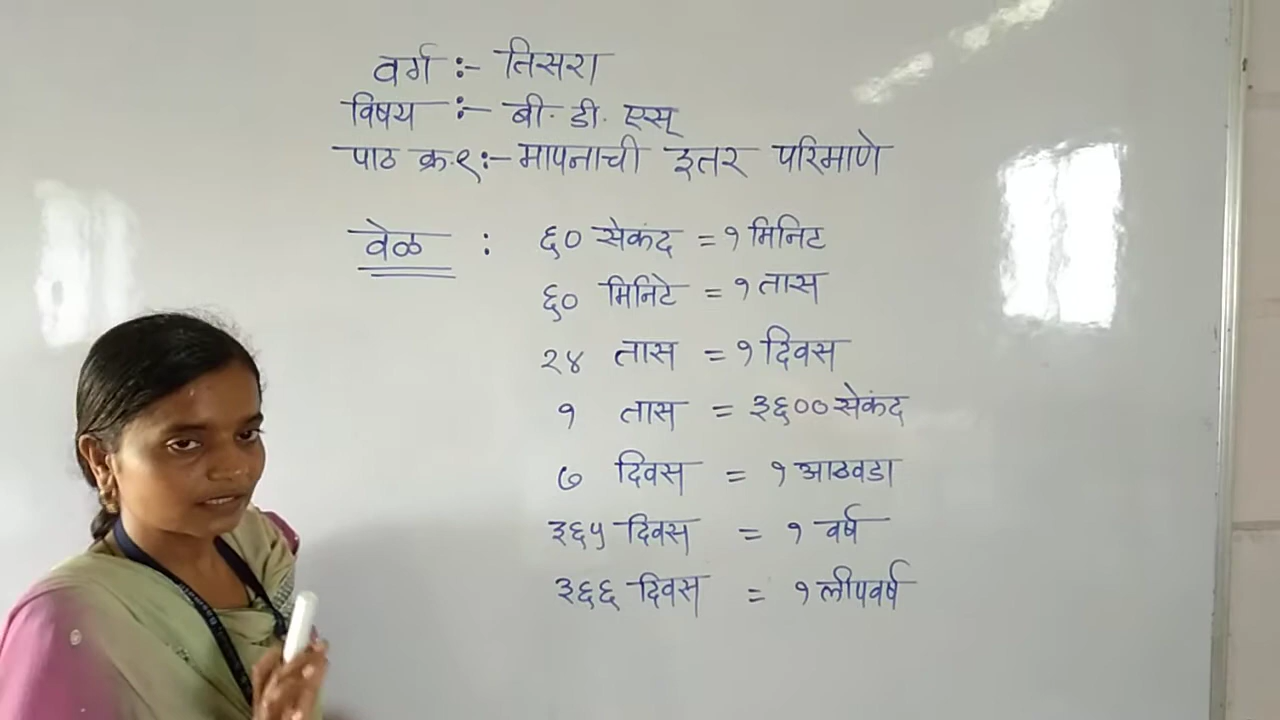 वर्ग :- तिसरा
विषय :- बी. डी. एस्
पाठ क्र.९:- मापनाची इतर परिमाणे
वेळ : ६० सेकंद = १ मिनिट
६० मिनिटे = १ तास
२४ तास = १ दिवस
१ तास = ३६०० सेकंद
७ दिवस = १ आठवडा
३६५ दिवस = १ वर्ष
३६६ दिवस = १ लीपवर्ष